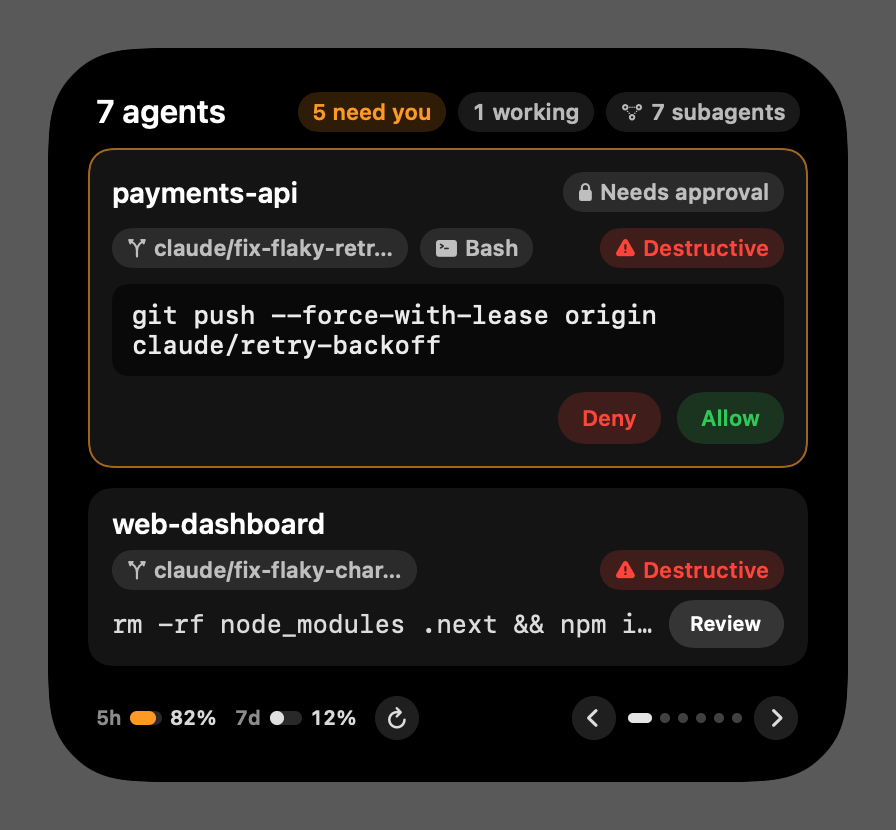 7 agents
5 need you
1 working
7 subagents
payments-api
Needs approval
claude/fix-flaky-retr...
Bash
Destructive
git push --force-with-lease origin
claude/retry-backoff
Deny
Allow
web-dashboard
claude/fix-flaky-char...
Destructive
rm -rf node_modules .next && npm i…
Review
5h 82% 7d 12%